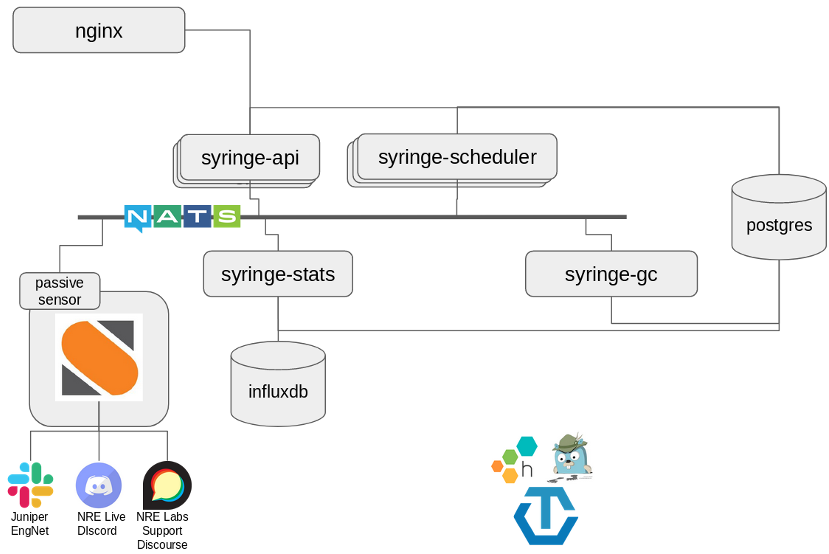 nginx
syringe-api
syringe-scheduler
postgres
NATS
syringe-stats
syringe-gc
passive
sensor
influxdb
h
Juniper
EngNet
NRE Live
DIscord
NRE Labs
Support
Discourse